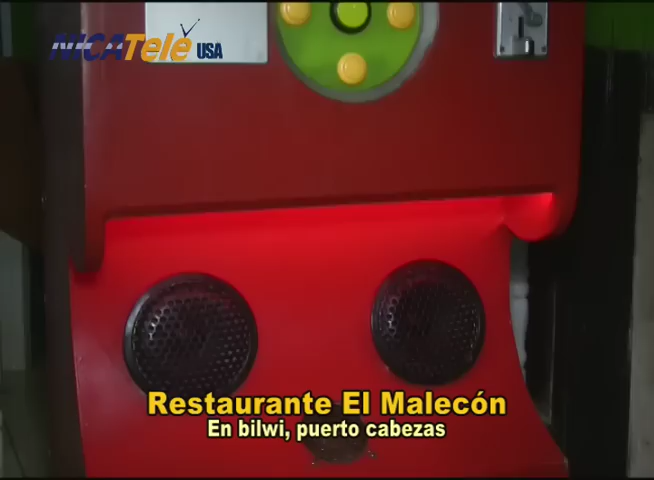 NICATelé USA
Restaurante El Malecón
En bilwi, puerto cabezas